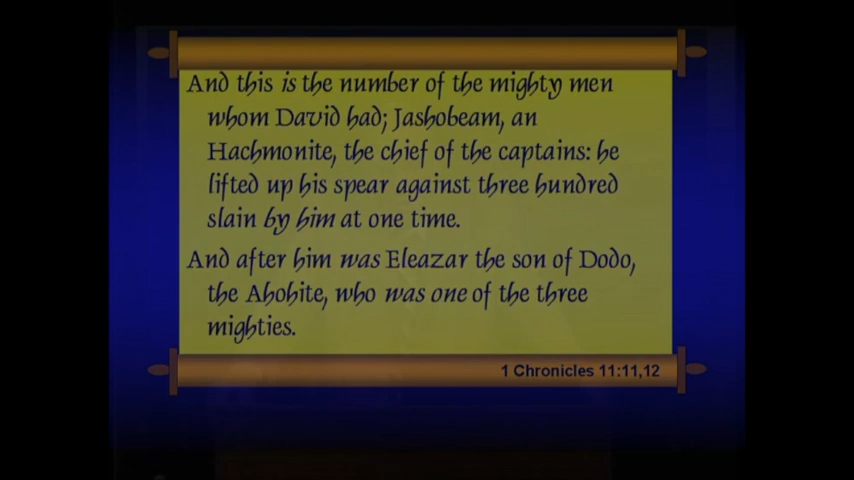 And this is the number of the mighty men
whom David had; Jashobeam, an
Hachmonite, the chief of the captains: he
lifted up his spear against three hundred
slain by him at one time.
And after him was Eleazar the son of Dodo,
the Ahohite, who was one of the three
mighties.
1 Chronicles 11:11,12